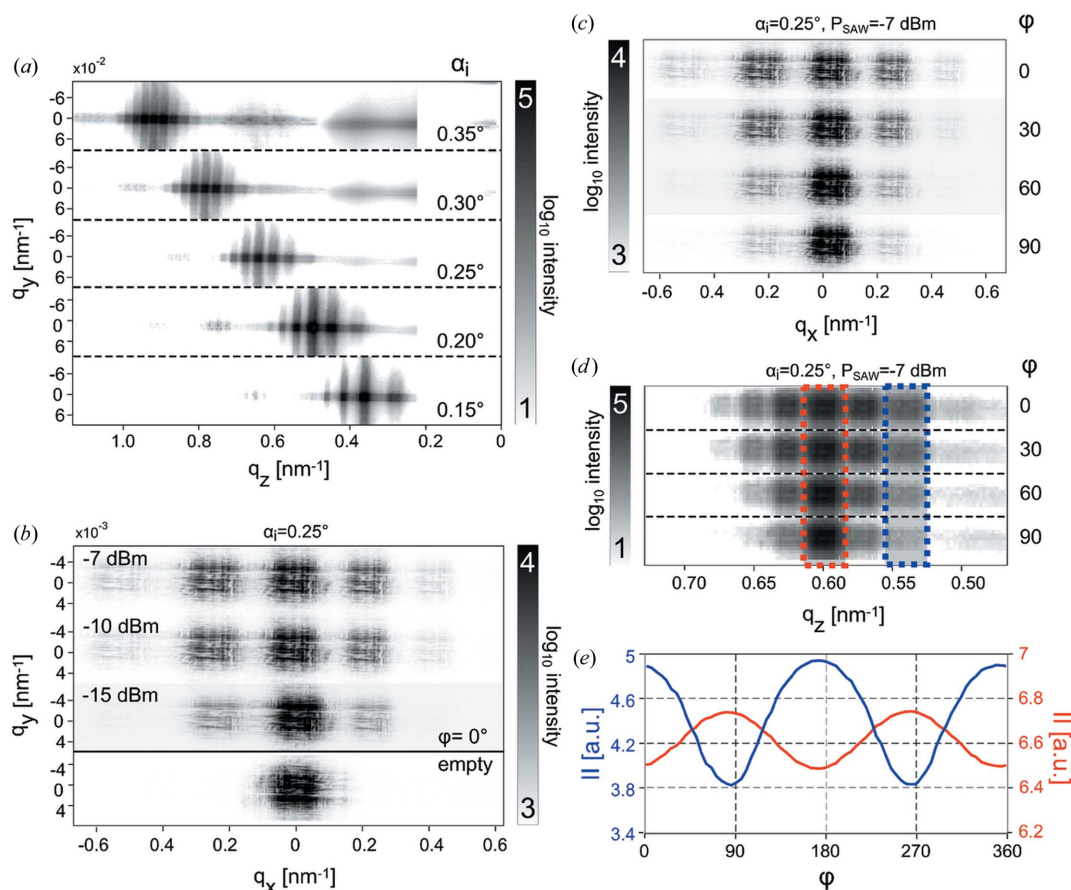 (a)
x10⁻²
αi
-6
0
6
0.35°
-6
0
6
0.30°
-6
0
6
0.25°
-6
0
6
0.20°
-6
0
6
0.15°
qy [nm⁻¹]
1.0
0.8
0.6
0.4
0.2
0
qz [nm⁻¹]
5
log10 intensity
1
(b)
x10⁻³
αi=0.25°
-7 dBm
-4
0
4
-10 dBm
-4
0
4
-15 dBm
-4
0
4
φ= 0°
empty
-4
0
4
qy [nm⁻¹]
-0.6
0.4
0.2
0
0.2
0.4
0.6
qx [nm⁻¹]
4
log10 intensity
3
(c)
αi=0.25°, PSAW=-7 dBm
φ
4
log10 intensity
3
0
30
60
90
-0.6
0.4
0.2
0
0.2
0.4
0.6
qx [nm⁻¹]
(d)
αi=0.25°, PSAW=-7 dBm
φ
5
log10 intensity
1
0
30
60
90
0.70
0.65
0.60
0.55
0.50
qz [nm⁻¹]
(e)
5
4.6
4.2
3.8
3.4
II [a.u.]
7
6.8
6.6
6.4
6.2
II [a.u.]
0
90
180
270
360
φ